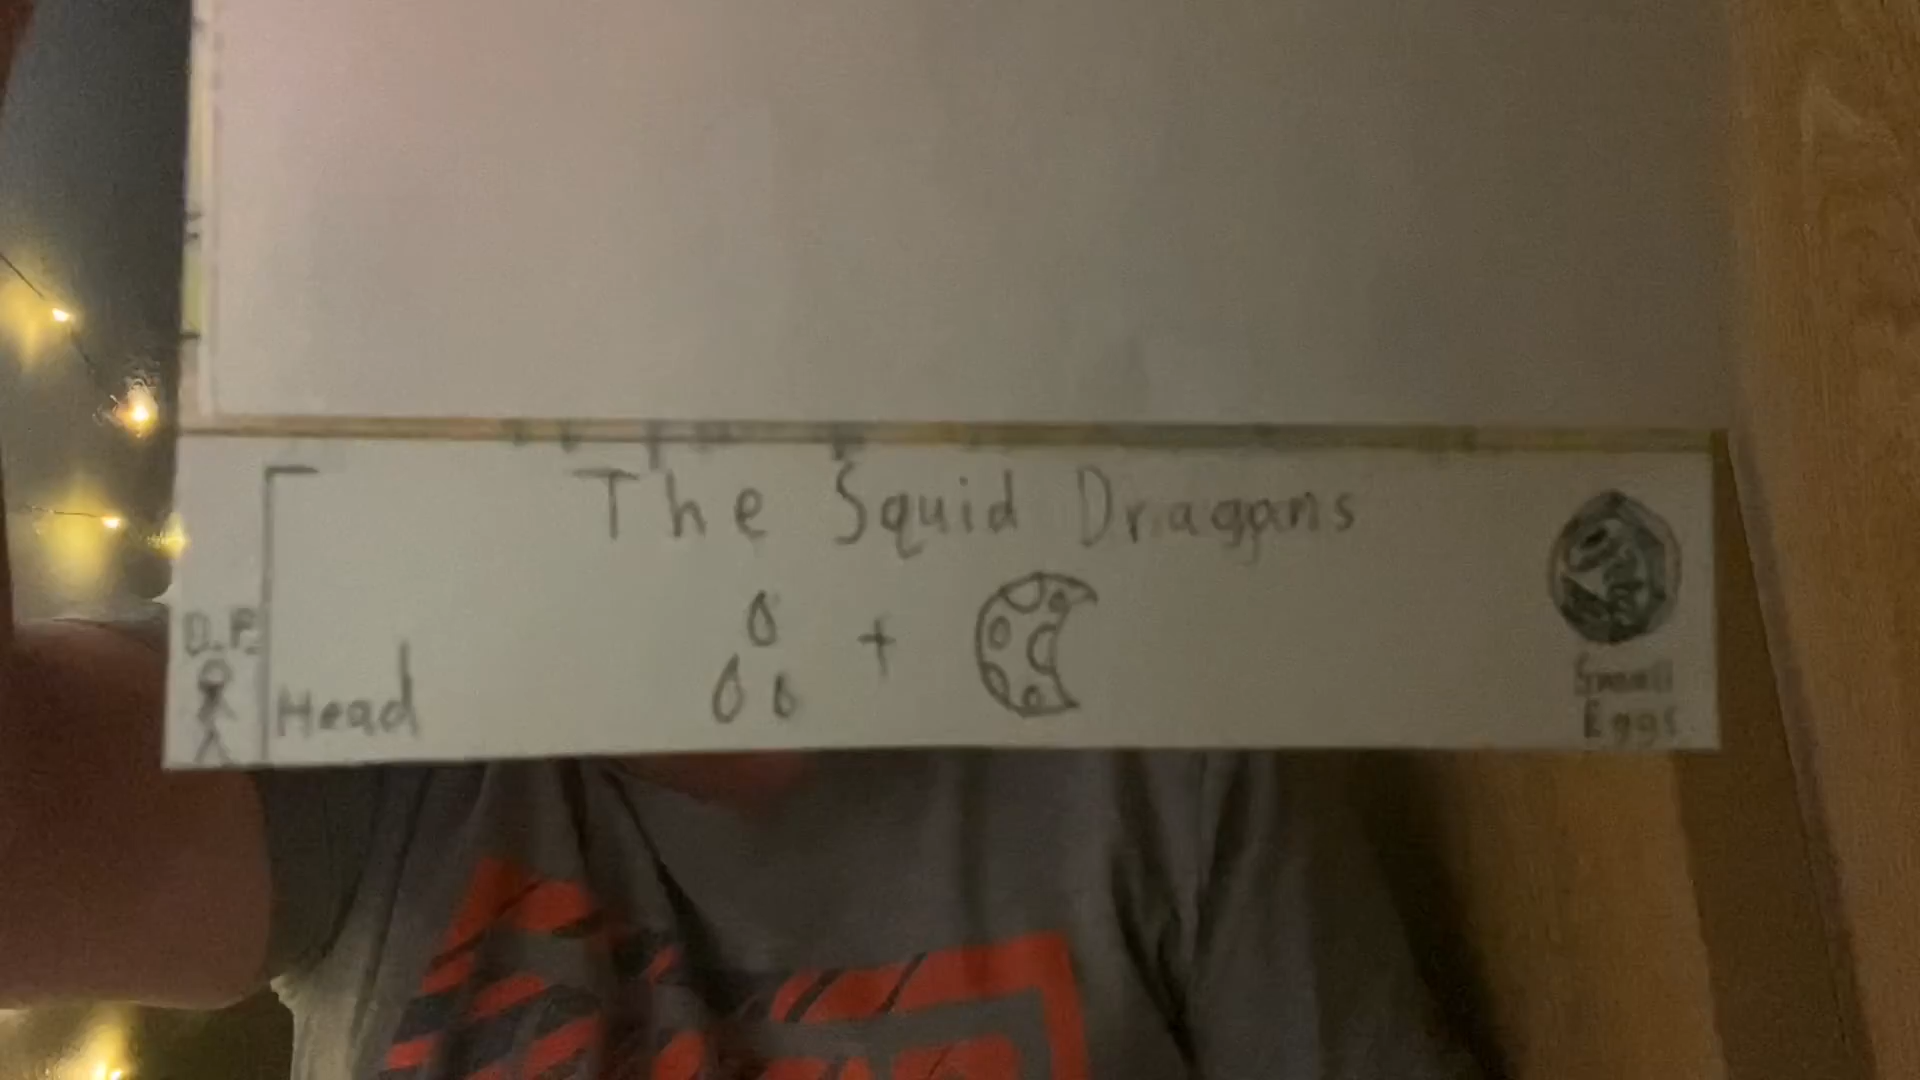 The Squid Dragons
+
D.P.
Head
Small
Eggs